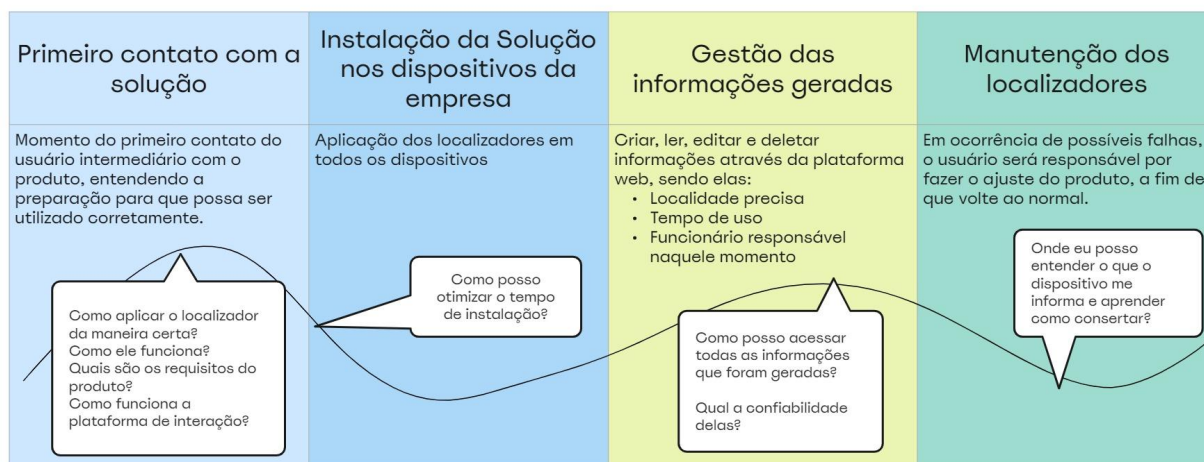 Primeiro contato com a
solução
Instalação da Solução
nos dispositivos da
empresa
Gestão das
informações geradas
Manutenção dos
localizadores
Momento do primeiro contato do
usuário intermediário com o
produto, entendendo a
preparação para que possa ser
utilizado corretamente.
Aplicação dos localizadores em
todos os dispositivos
Criar, ler, editar e deletar
informações através da plataforma
web, sendo elas:
• Localidade precisa
• Tempo de uso
• Funcionário responsável
naquele momento
Em ocorrência de possíveis falhas,
o usuário será responsável por
fazer o ajuste do produto, a fim de
que volte ao normal.
Como aplicar o localizador
da maneira certa?
Como ele funciona?
Quais são os requisitos do
produto?
Como funciona a
plataforma de interação?
Como posso
otimizar o tempo
de instalação?
Como posso acessar
todas as informações
que foram geradas?
Qual a confiabilidade
delas?
Onde eu posso
entender o que o
dispositivo me
informa e aprender
como consertar?